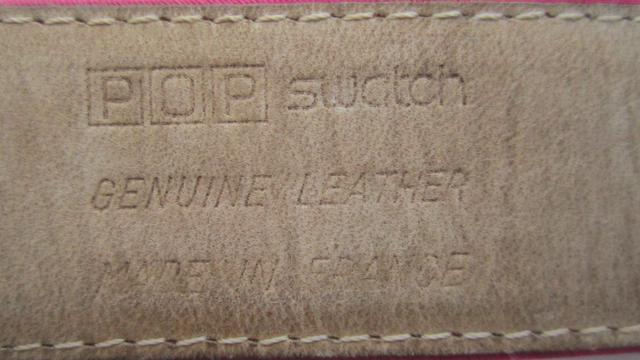 POP swatch
GENUINE LEATHER
MADE IN FRANCE